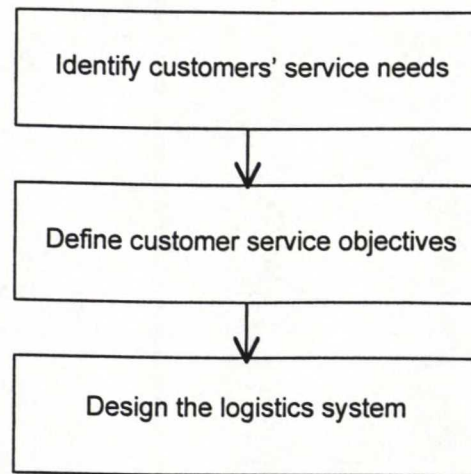 Identify customers' service needs
Define customer service objectives
Design the logistics system